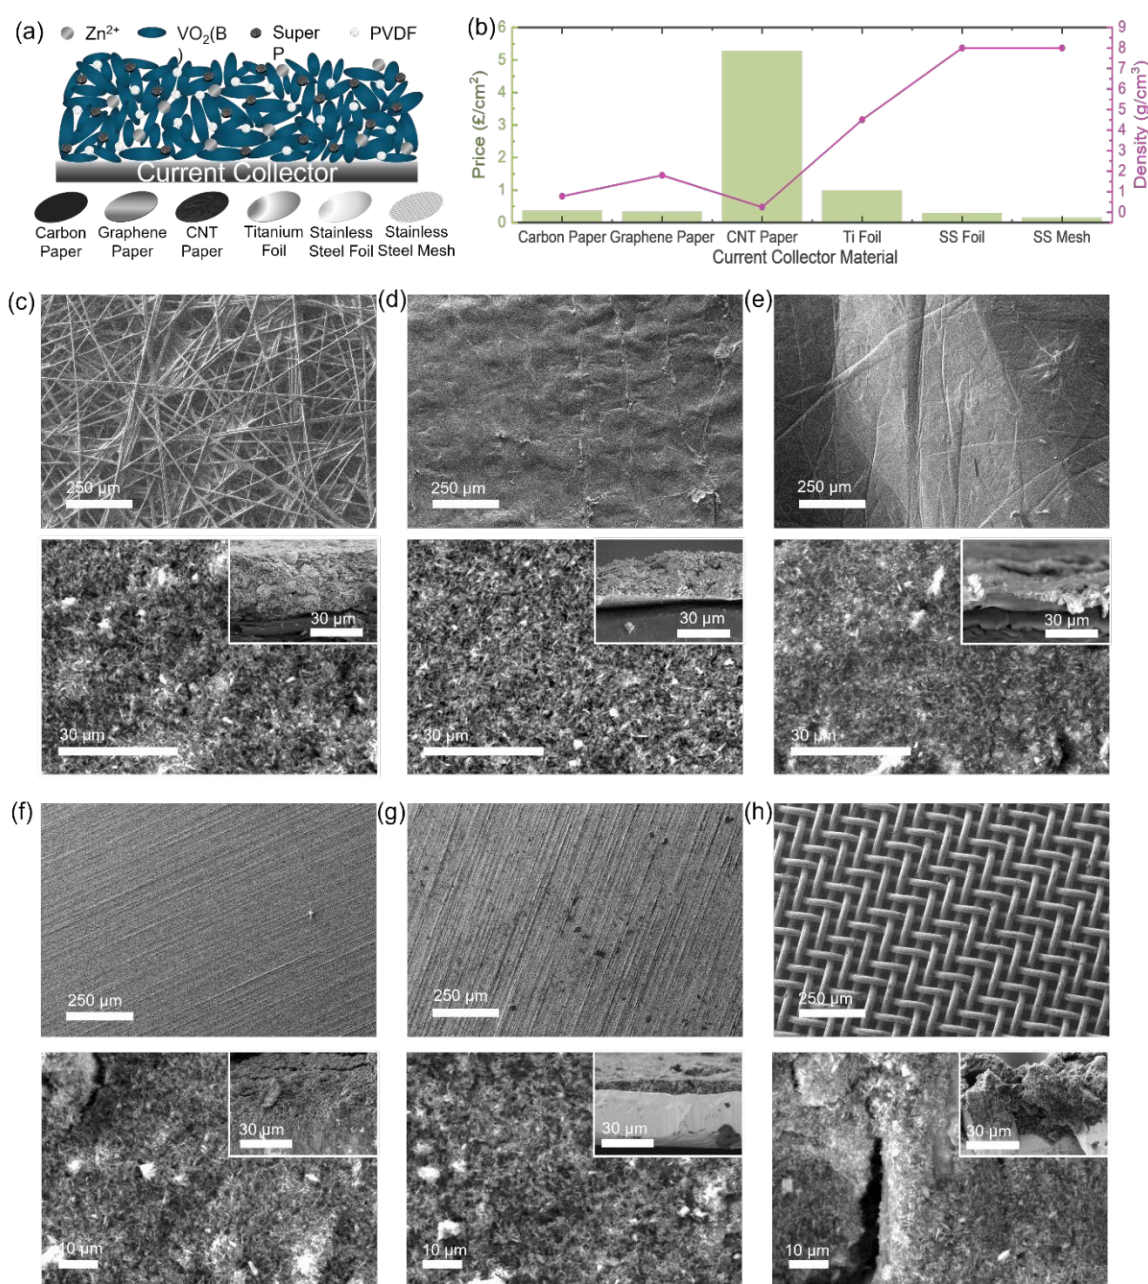 (a) Zn²⁺ VO₂(B Super PVDF
) P
Current Collector
Carbon Graphene CNT Titanium Stainless Stainless
Paper Paper Paper Foil Steel Foil Steel Mesh
(b)
Price (£/cm²)
6
5
4
3
2
1
0
9
8
7
6
5
4
3
2
1
0
Density (g/cm³)
Carbon Paper Graphene Paper CNT Paper Ti Foil SS Foil SS Mesh
Current Collector Material
(c) (d) (e)
250 µm 250 µm 250 µm
30 µm 30 µm 30 µm
30 µm 30 µm 30 µm
(f) (g) (h)
250 µm 250 µm 250 µm
30 µm 30 µm 30 µm
10 µm 10 µm 10 µm